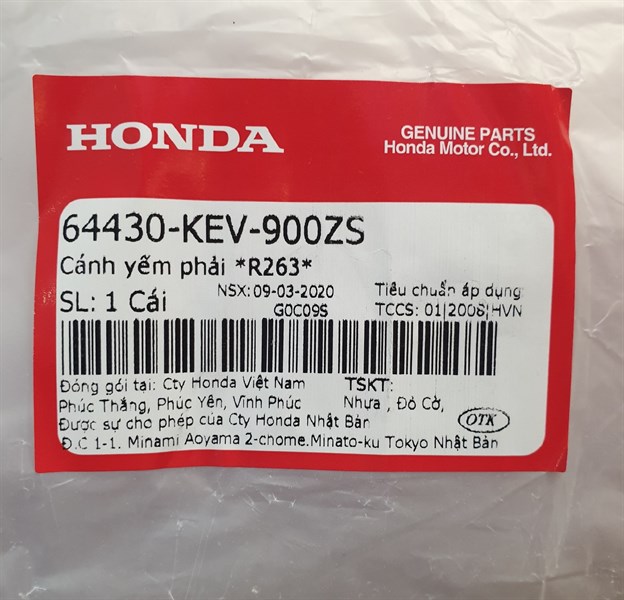 HONDA
GENUINE PARTS
Honda Motor Co., Ltd.
64430-KEV-900ZS
Cánh yếm phải *R263*
SL: 1 Cái
NSX: 09-03-2020
G0C09S
Tiêu chuẩn áp dụng
TCCS: 01|2008|HVN
Đóng gói tại: Cty Honda Việt Nam
Phúc Thắng, Phúc Yên, Vĩnh Phúc
Được sự cho phép của Cty Honda Nhật Bản
Đ.C 1-1. Minami Aoyama 2-chome.Minato-ku Tokyo Nhật Bản
TSKT:
Nhựa , Đỏ Cờ,
OTK